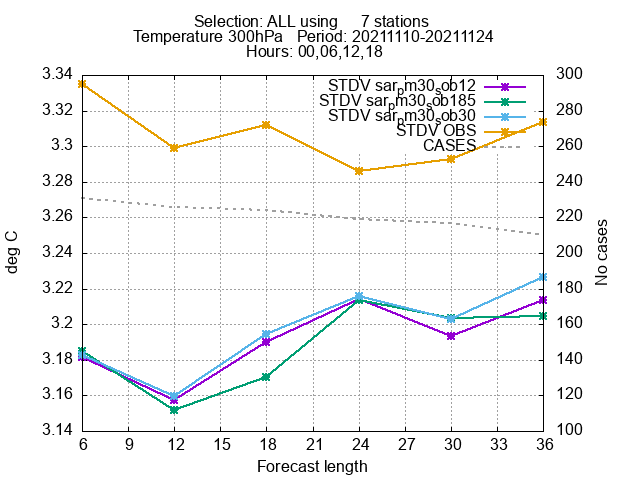 Selection: ALL using     7 stations
Temperature 300hPa   Period: 20211110-20211124
Hours: 00,06,12,18
STDV sarpm30sob12
STDV sarpm30sob185
STDV sarpm30sob30
STDV OBS
CASES
3.34
3.32
3.3
3.28
3.26
3.24
3.22
3.2
3.18
3.16
3.14
300
280
260
240
220
200
180
160
140
120
100
deg C
No cases
6 9 12 15 18 21 24 27 30 33 36
Forecast length